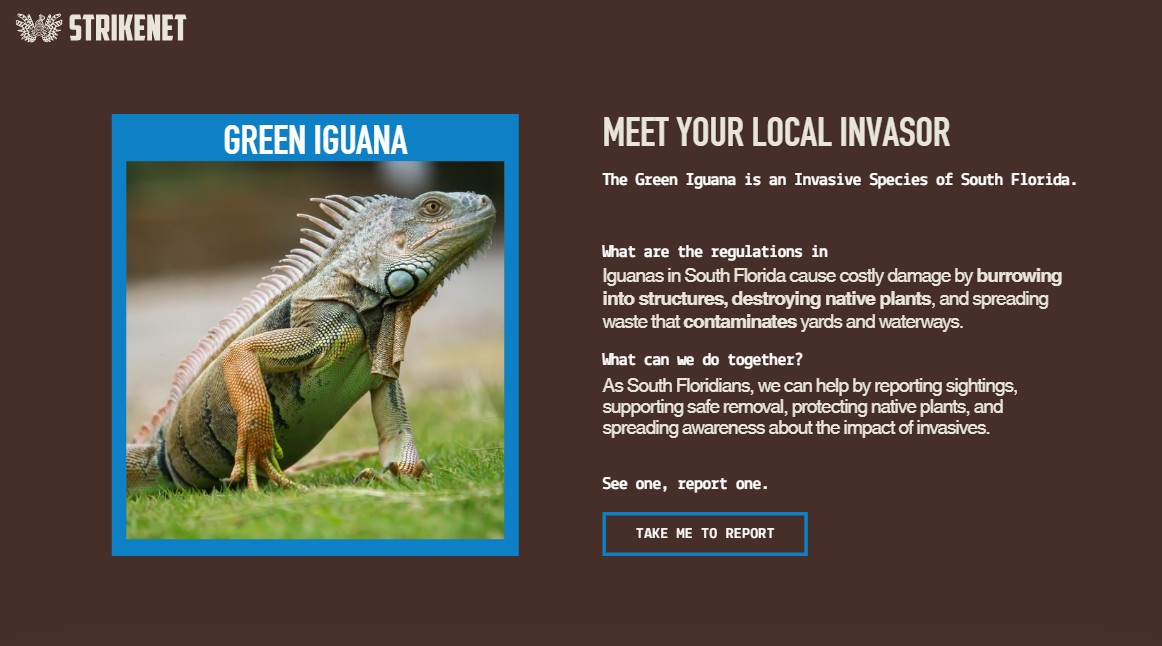 STRIKENET
GREEN IGUANA
MEET YOUR LOCAL INVASOR
The Green Iguana is an Invasive Species of South Florida.
What are the regulations in
Iguanas in South Florida cause costly damage by burrowing
into structures, destroying native plants, and spreading
waste that contaminates yards and waterways.
What can we do together?
As South Floridians, we can help by reporting sightings,
supporting safe removal, protecting native plants, and
spreading awareness about the impact of invasives.
See one, report one.
TAKE ME TO REPORT